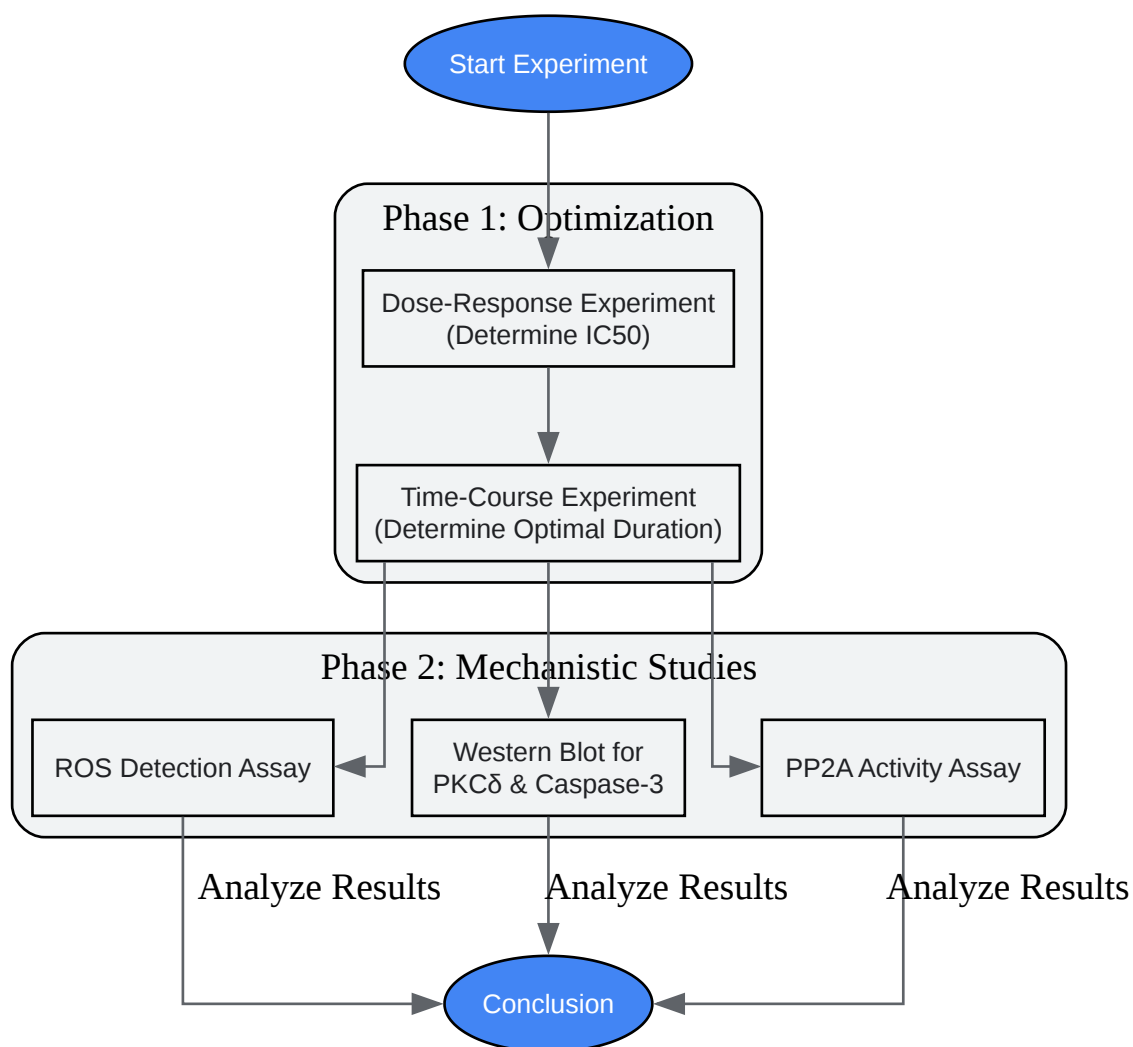 Start Experiment
Phase 1: Optimization
Dose-Response Experiment
(Determine IC50)
Time-Course Experiment
(Determine Optimal Duration)
Phase 2: Mechanistic Studies
ROS Detection Assay
Western Blot for
PKCδ & Caspase-3
PP2A Activity Assay
Analyze Results
Analyze Results
Analyze Results
Conclusion